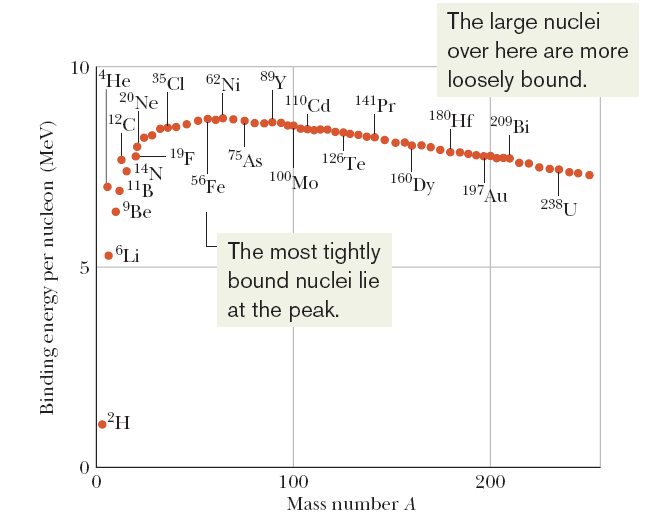 The large nuclei
over here are more
loosely bound.
10
⁴He
³⁵Cl
⁶²Ni
⁸⁹Y
²⁰Ne
¹¹⁰Cd
¹⁴¹Pr
¹²C
¹⁸⁰Hf
²⁰⁹Bi
¹⁹F
⁷⁵As
¹²⁶Te
¹⁴N
⁵⁶Fe
¹⁰⁰Mo
¹⁶⁰Dy
¹⁹⁷Au
¹¹B
²³⁸U
⁹Be
⁶Li
The most tightly
bound nuclei lie
at the peak.
5
²H
0
0
100
200
Mass number A
Binding energy per nucleon (MeV)